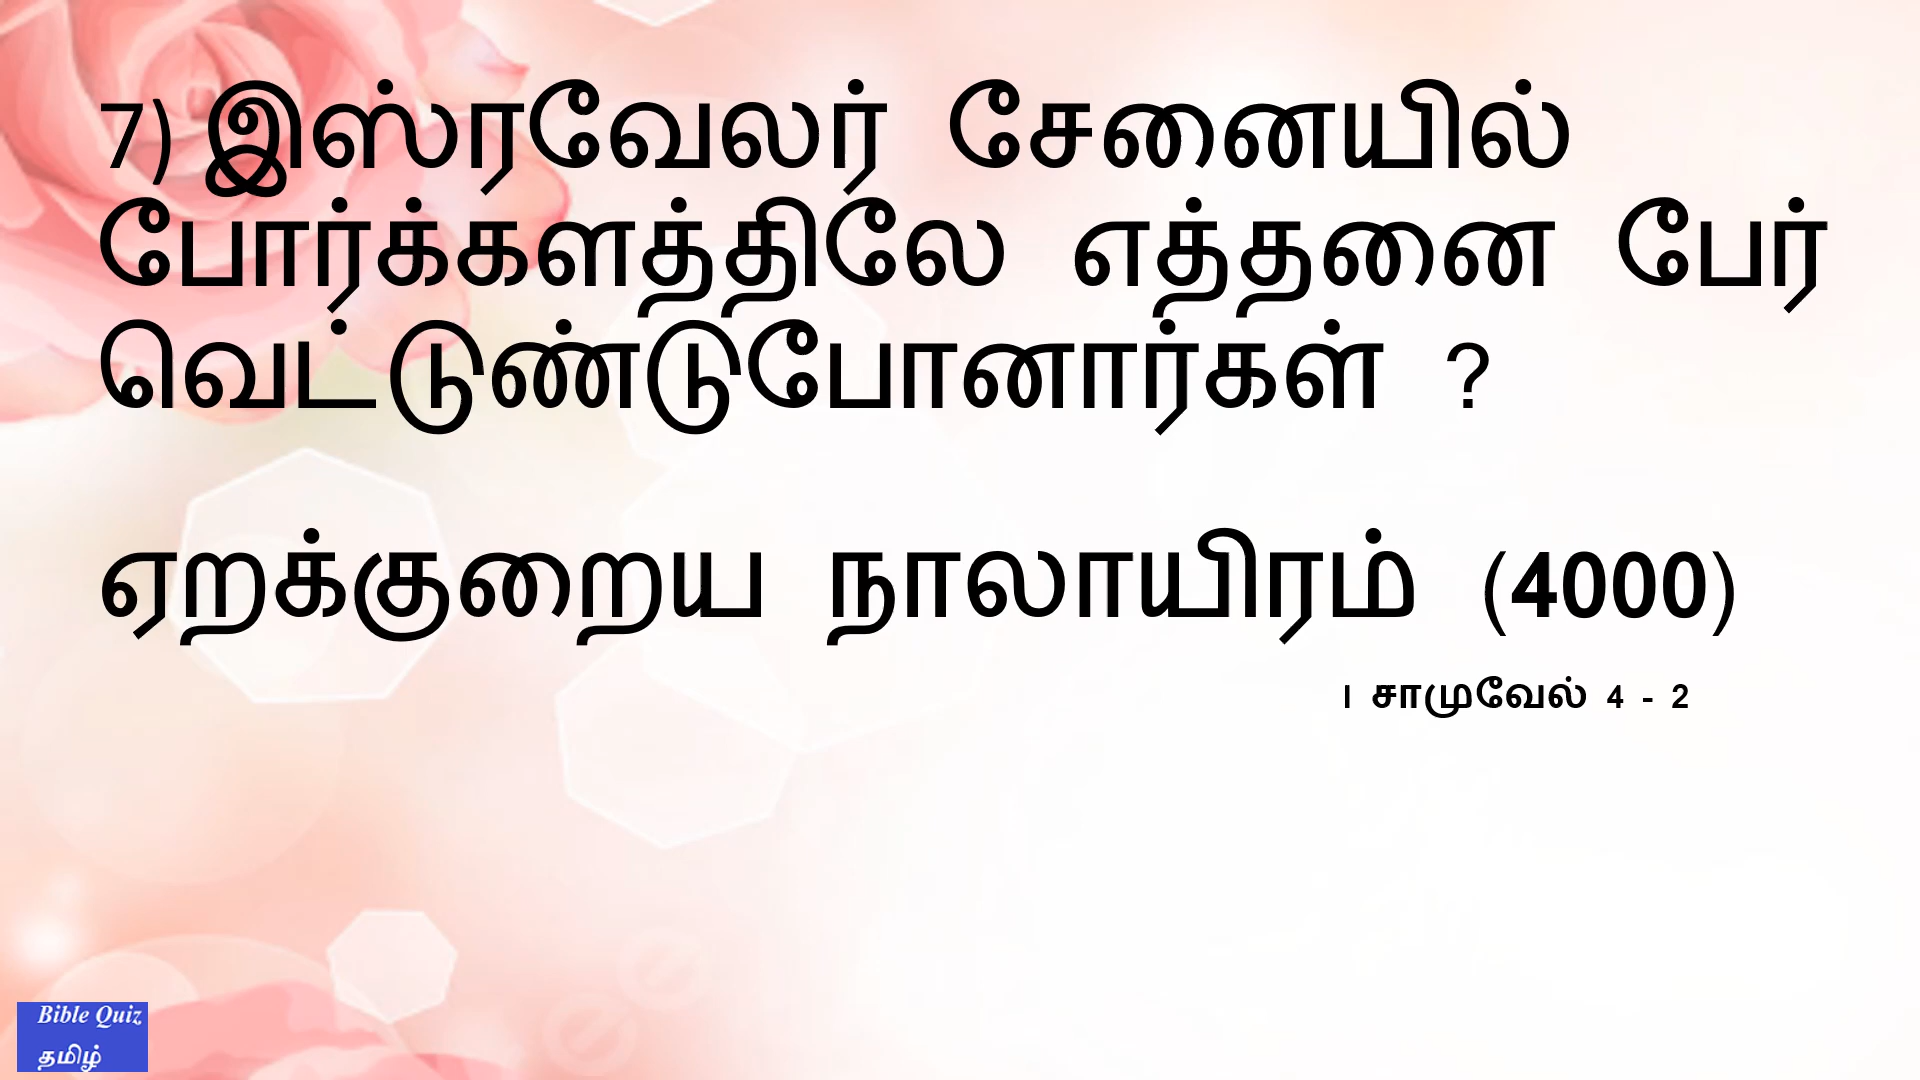 7) இஸ்ரவேலர் சேனையில்
போர்க்களத்திலே எத்தனை பேர்
வெட்டுண்டுபோனார்கள் ?
ஏறக்குறைய நாலாயிரம் (4000)
I சாமுவேல் 4 - 2
Bible Quiz
தமிழ்